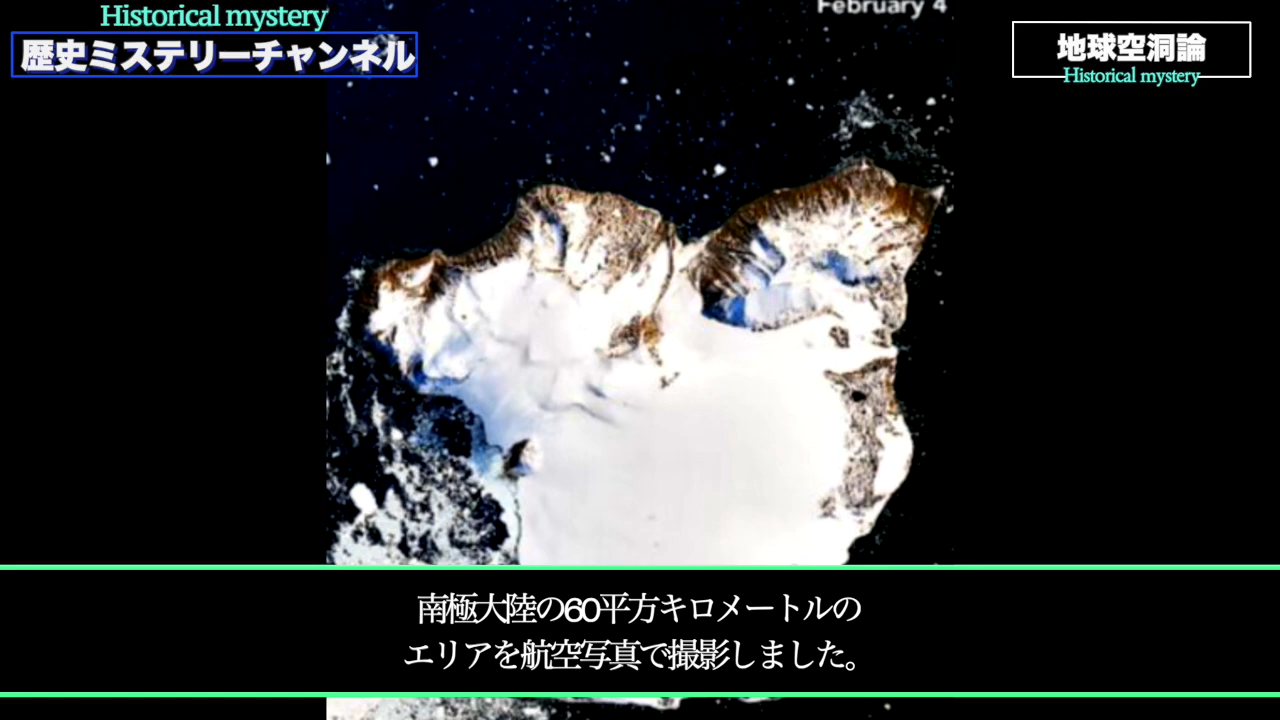 Historical mystery
歴史ミステリーチャンネル
February 4
地球空洞論
Historical mystery
南極大陸の60平方キロメートルの
エリアを航空写真で撮影しました。